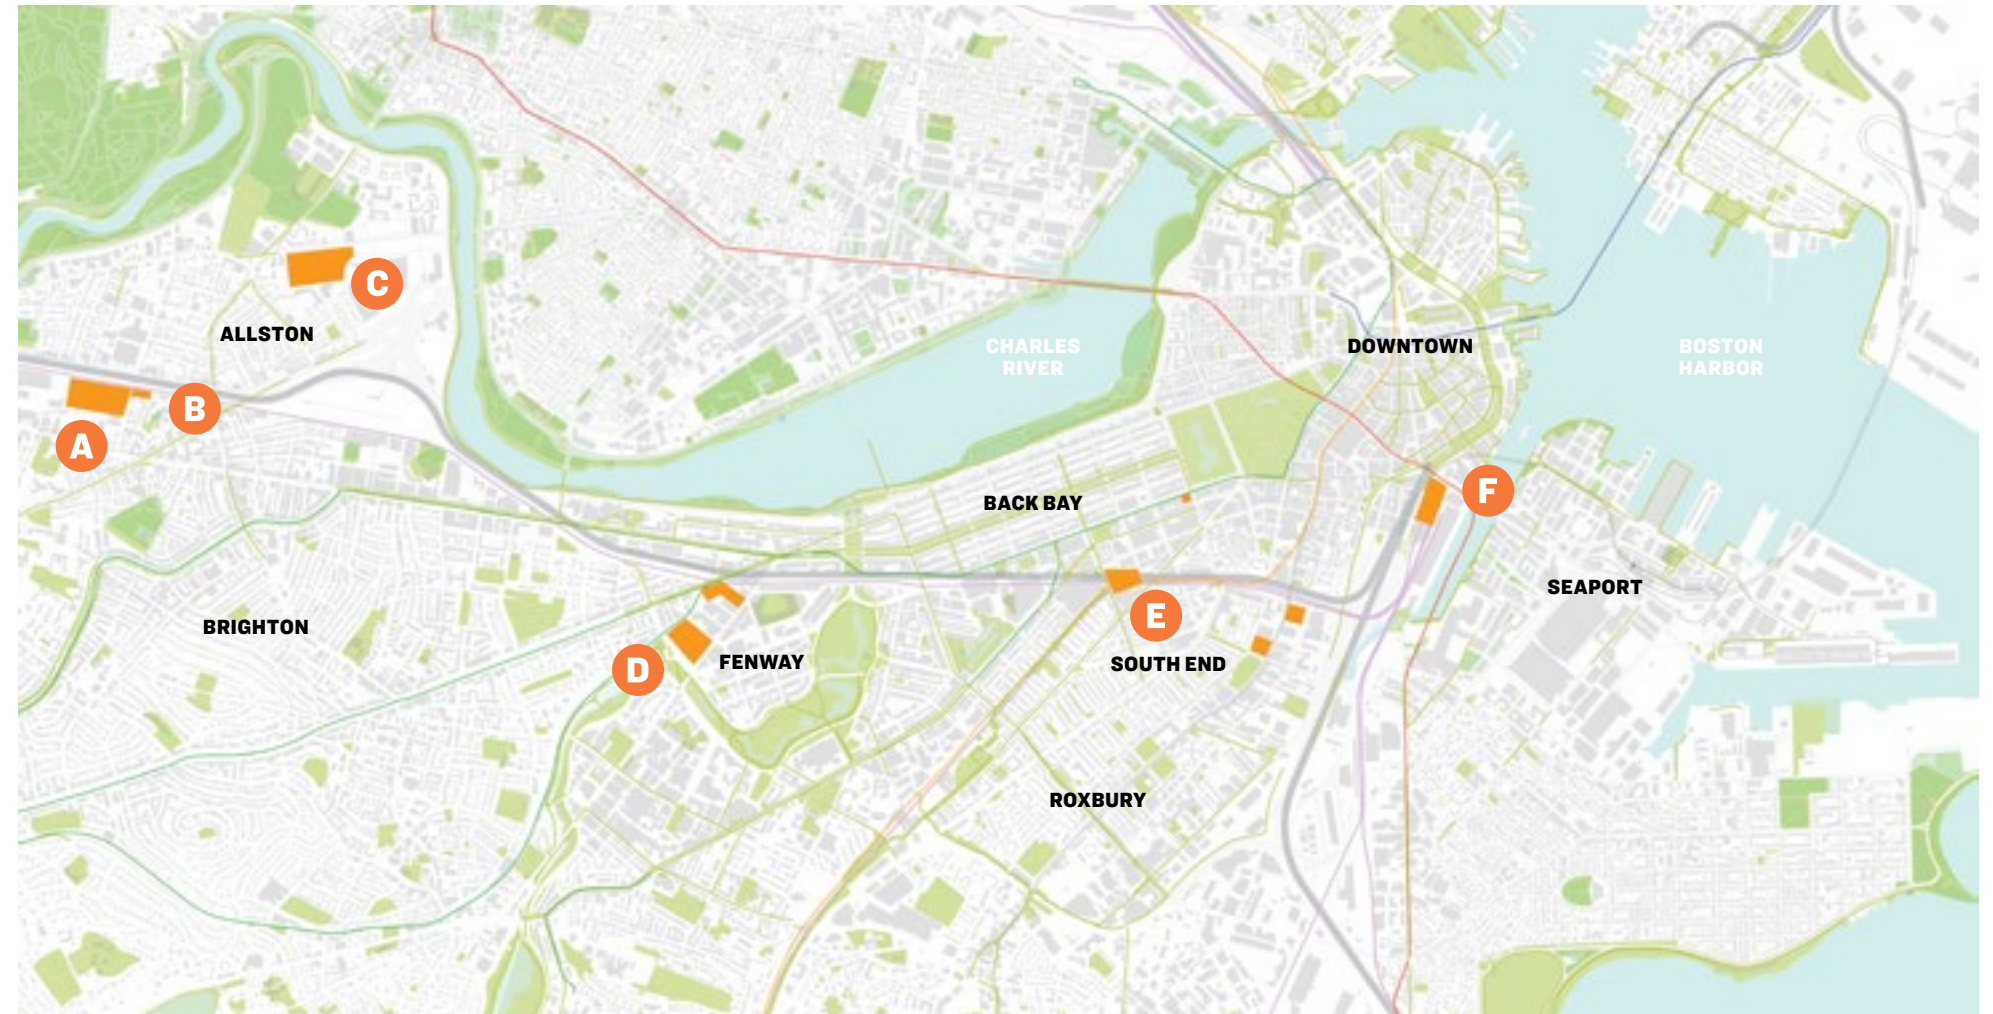 C
ALLSTON
CHARLES
RIVER
DOWNTOWN
BOSTON
HARBOR
B
A
BACK BAY
F
SEAPORT
BRIGHTON
E
D
FENWAY
SOUTH END
ROXBURY